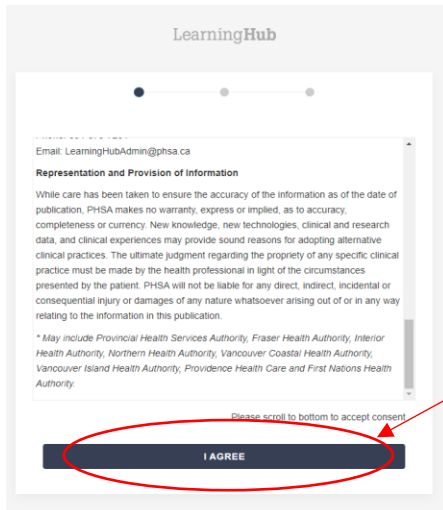 LearningHub
Email: LearningHubAdmin@phsa.ca
Representation and Provision of Information
While care has been taken to ensure the accuracy of the information as of the date of
publication, PHSA makes no warranty, express or implied, as to accuracy,
completeness or currency. New knowledge, new technologies, clinical and research
data, and clinical experiences may provide sound reasons for adopting alternative
clinical practices. The ultimate judgment regarding the propriety of any specific clinical
practice must be made by the health professional in light of the circumstances
presented by the patient. PHSA will not be liable for any direct, indirect, incidental or
consequential injury or damages of any nature whatsoever arising out of or in any way
relating to the information in this publication.
* May include Provincial Health Services Authority, Fraser Health Authority, Interior
Health Authority, Northern Health Authority, Vancouver Coastal Health Authority,
Vancouver Island Health Authority, Providence Health Care and First Nations Health
Authority.
Please scroll to bottom to accept consent
I AGREE